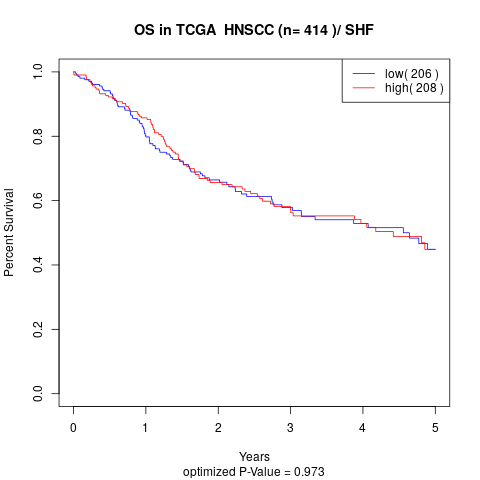 OS in TCGA  HNSCC (n= 414 )/ SHF
low( 206 )
high( 208 )
Percent Survival
1.0
0.8
0.6
0.4
0.2
0.0
0 1 2 3 4 5
Years
optimized P-Value = 0.973